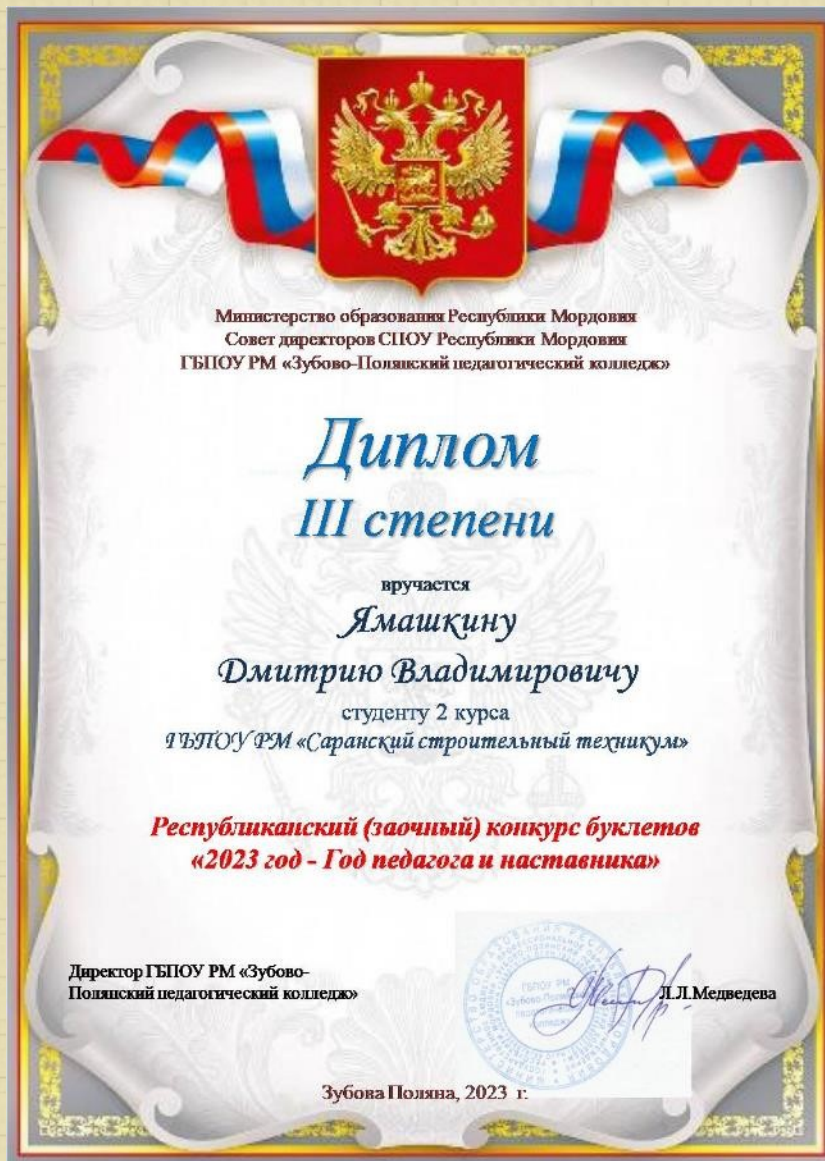 Министерство образования Республики Мордовия
Совет директоров СПОУ Республики Мордовия
ГБПОУ РМ «Зубово-Полянский педагогический колледж»
Диплом
III степени
вручается
Ямашкину
Дмитрию Владимировичу
студенту 2 курса
ГБПОУ РМ «Саранский строительный техникум»
Республиканский (заочный) конкурс буклетов
«2023 год - Год педагога и наставника»
Директор ГБПОУ РМ «Зубово-
Полянский педагогический колледж»
Л.Л.Медведева
ГБПОУ РМ
Зубова Поляна, 2023 г.